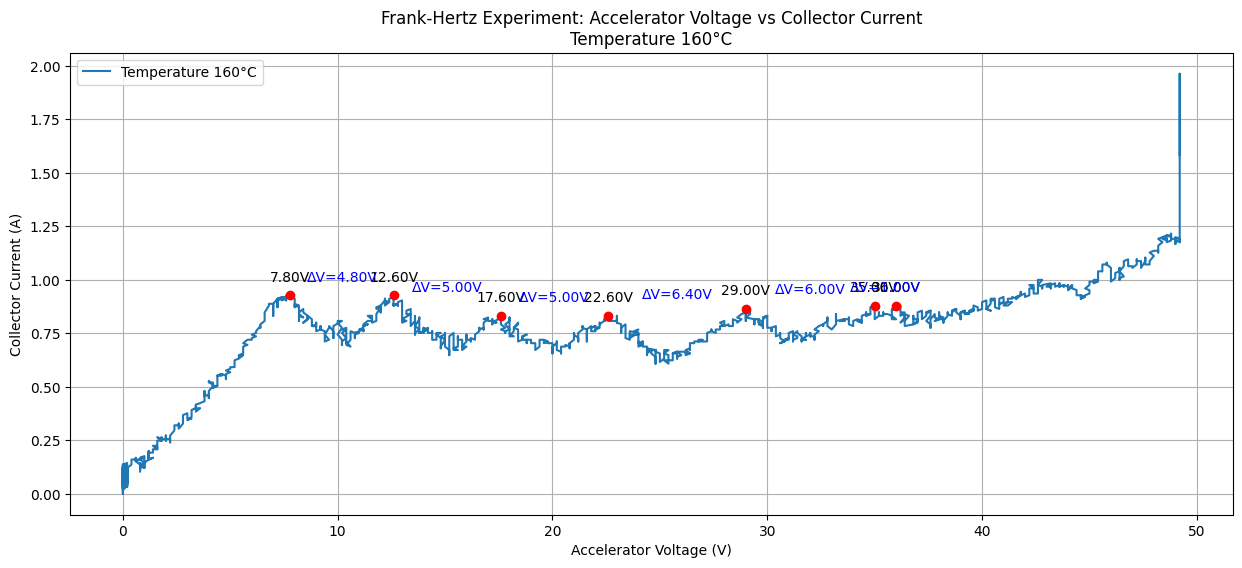 Frank-Hertz Experiment: Accelerator Voltage vs Collector Current
Temperature 160°C
Temperature 160°C
Collector Current (A)
2.00
1.75
1.50
1.25
1.00
0.75
0.50
0.25
0.00
7.80V
ΔV=4.80V
12.60V
ΔV=5.00V
17.60V
ΔV=5.00V
22.60V
ΔV=6.40V
29.00V
ΔV=6.00V
0 10 20 30 40 50
Accelerator Voltage (V)